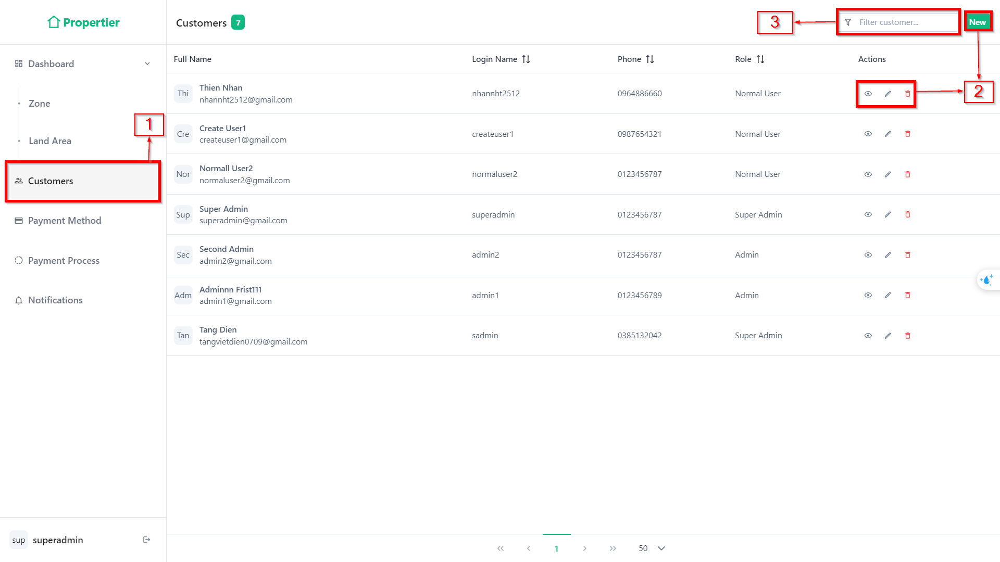 Propertier
Customers 7
3
Filter customer...
New
Dashboard
Zone
Land Area
1
Customers
Payment Method
Payment Process
Notifications
Full Name Login Name Phone Role Actions
Thi Thien Nhan nhannht2512 0964886660 Normal User
nhannht2512@gmail.com
2
Cre Create User1 createuser1 0987654321 Normal User
createuser1@gmail.com
Nor Normall User2 normaluser2 0123456787 Normal User
normaluser2@gmail.com
Sup Super Admin superadmin 0123456787 Super Admin
superadmin@gmail.com
Sec Second Admin admin2 0123456787 Admin
admin2@gmail.com
Adm Adminnn Frist111 admin1 0123456789 Admin
admin1@gmail.com
Tan Tang Dien sadmin 0385132042 Super Admin
tangvietdien0709@gmail.com
sup superadmin
1 50